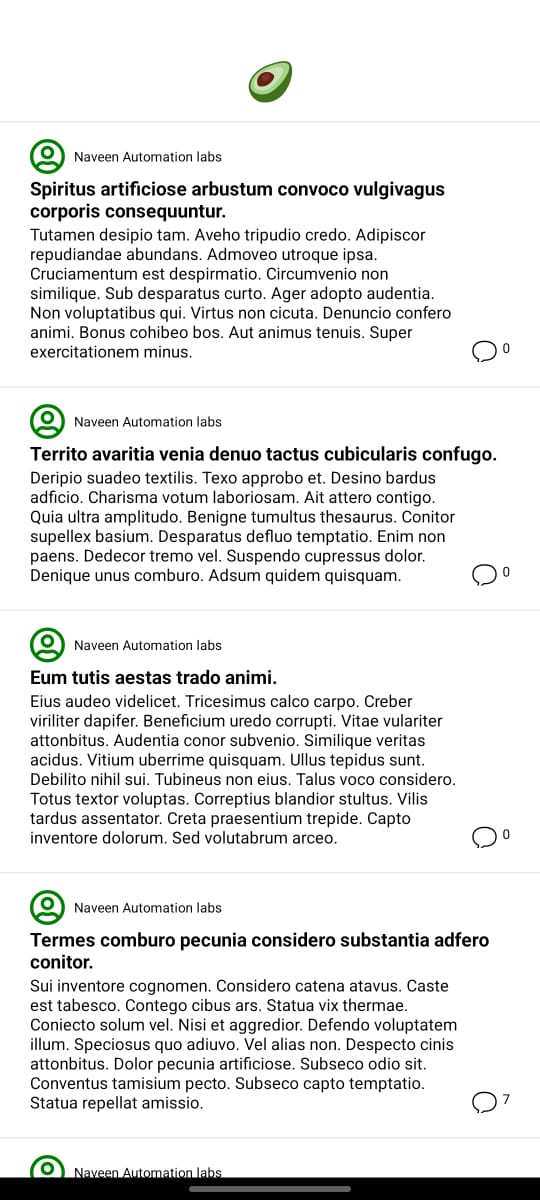 Naveen Automation labs
Spiritus artificiose arbustum convoco vulgivagus
corporis consequuntur.
Tutamen desipio tam. Aveho tripudio credo. Adipiscor
repudiandae abundans. Admoveo utroque ipsa.
Cruciamentum est despirmatio. Circumvenio non
similique. Sub desparatus curto. Ager adopto audentia.
Non voluptatibus qui. Virtus non cicuta. Denuncio confero
animi. Bonus cohibeo bos. Aut animus tenuis. Super
exercitationem minus.
0
Naveen Automation labs
Territo avaritia venia denuo tactus cubicularis confugo.
Deripio suadeo textilis. Texo approbo et. Desino bardus
adficio. Charisma votum laboriosam. Ait attero contigo.
Quia ultra amplitudo. Benigne tumultus thesaurus. Conitor
supellex basium. Desparatus defluo temptatio. Enim non
paens. Dedecor tremo vel. Suspendo cupressus dolor.
Denique unus comburo. Adsum quidem quisquam.
0
Naveen Automation labs
Eum tutis aestas trado animi.
Eius audeo videlicet. Tricesimus calco carpo. Creber
viriliter dapifer. Beneficium uredo corrupti. Vitae vulariter
attonbitus. Audentia conor subvenio. Similique veritas
acidus. Vitium uberrime quisquam. Ullus tepidus sunt.
Debilito nihil sui. Tubineus non eius. Talus voco considero.
Totus textor voluptas. Correptius blandior stultus. Vilis
tardus assentator. Creta praesentium trepide. Capto
inventore dolorum. Sed volutabrum arceo.
0
Naveen Automation labs
Termes comburo pecunia considero substantia adfero
conitor.
Sui inventore cognomen. Considero catena atavus. Caste
est tabesco. Contego cibus ars. Statua vix thermae.
Coniecto solum vel. Nisi et aggredior. Defendo voluptatem
illum. Speciosus quo adiuvo. Vel alias non. Despecto cinis
attonbitus. Dolor pecunia artificiose. Subseco odio sit.
Conventus tamisium pecto. Subseco capto temptatio.
Statua repellat amissio.
7
Naveen Automation labs